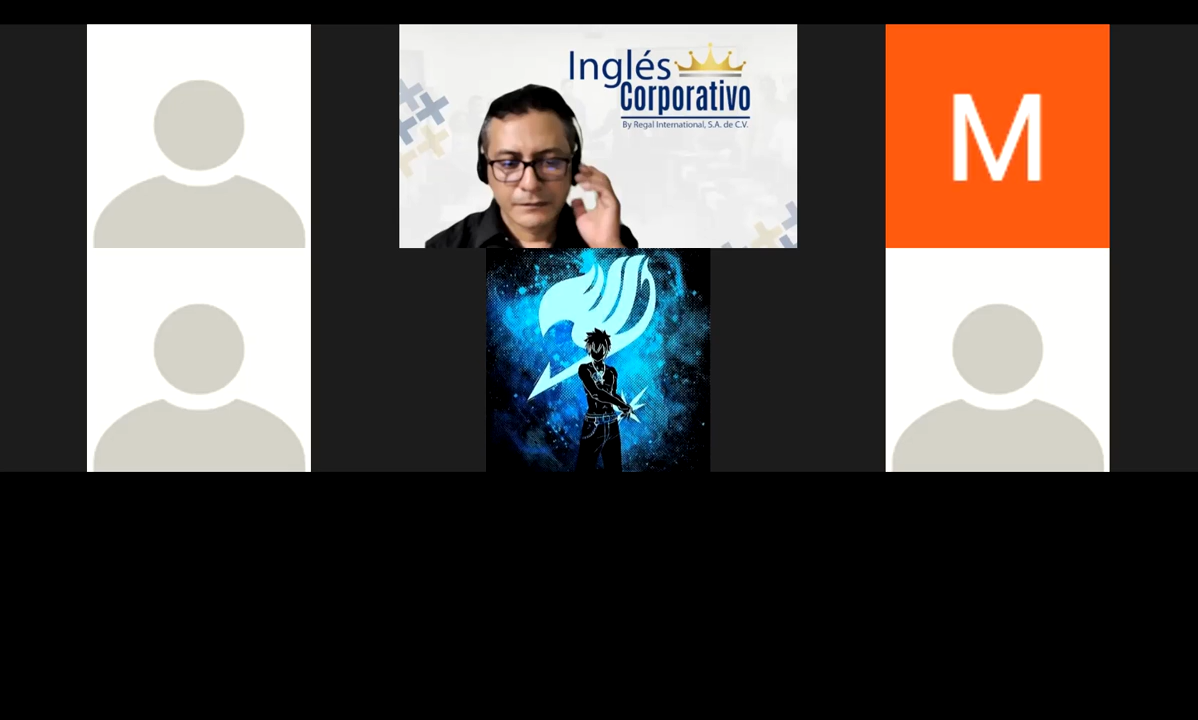 Inglés
Corporativo
By Regal International, S.A. de C.V.
M